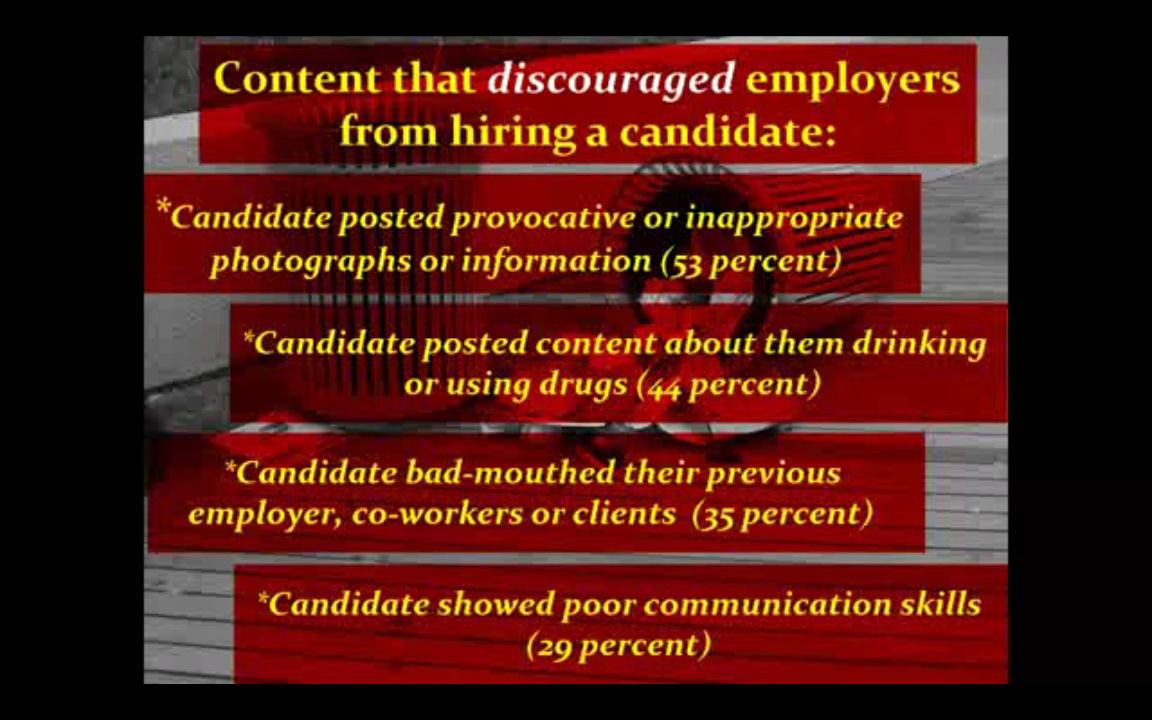 Content that discouraged employers
from hiring a candidate:
*Candidate posted provocative or inappropriate
photographs or information (53 percent)
*Candidate posted content about them drinking
or using drugs (44 percent)
*Candidate bad-mouthed their previous
employer, co-workers or clients (35 percent)
*Candidate showed poor communication skills
(29 percent)